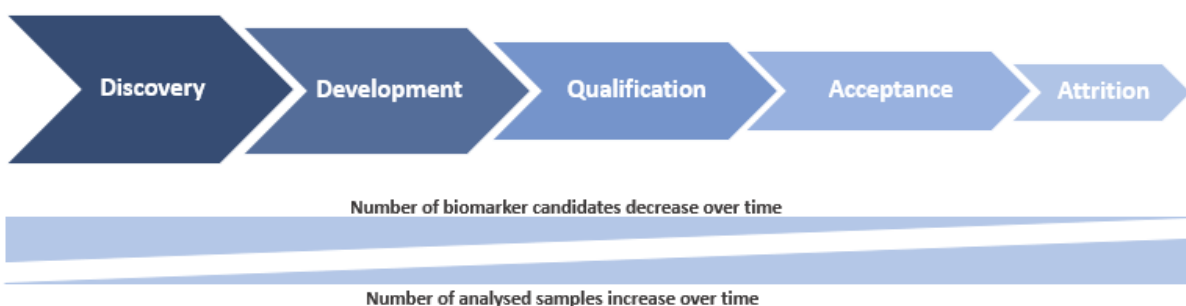 Discovery
Development
Qualification
Acceptance
Attrition
Number of biomarker candidates decrease over time
Number of analysed samples increase over time